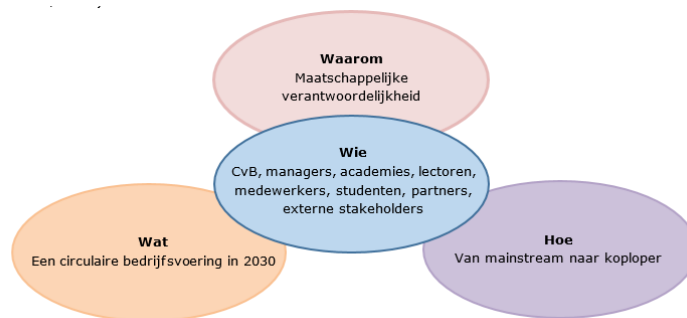 Waarom
Maatschappelijke
verantwoordelijkheid
Wie
CvB, managers, academies, lectoren,
medewerkers, studenten, partners,
externe stakeholders
Wat
Een circulaire bedrijfsvoering in 2030
Hoe
Van mainstream naar koploper